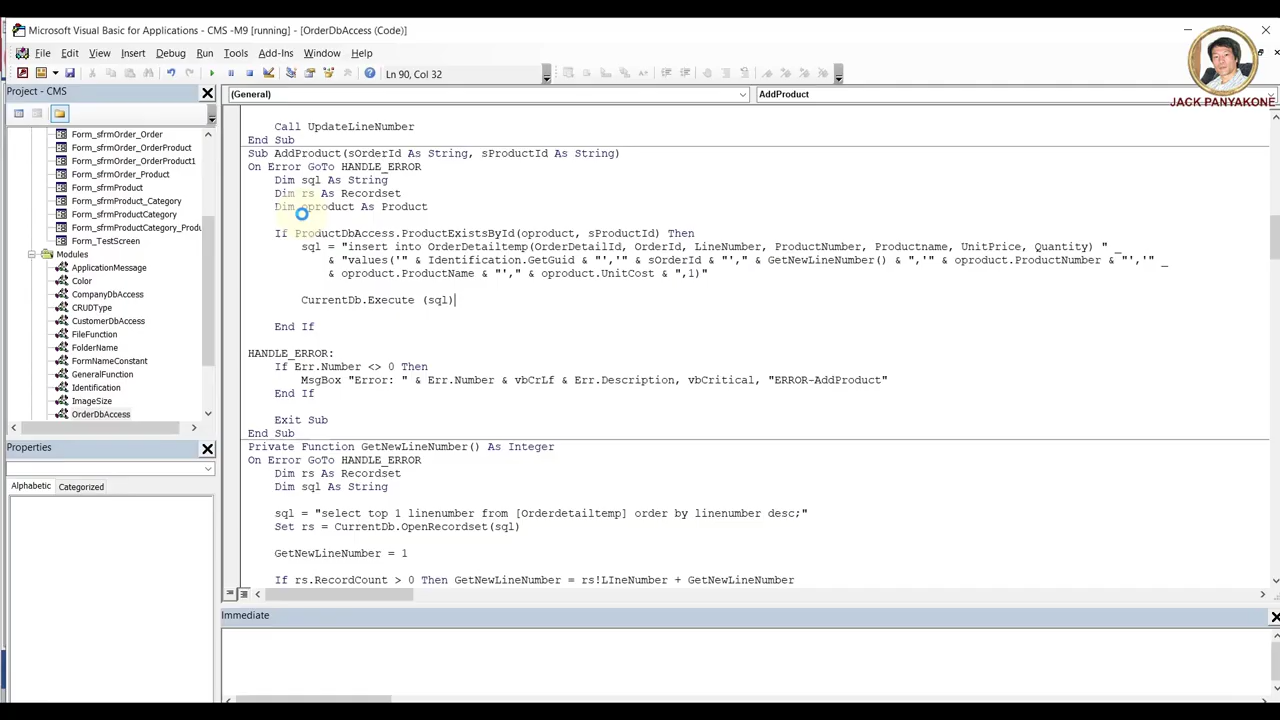 Microsoft Visual Basic for Applications - CMS -M9 [running] - [OrderDbAccess (Code)]
File Edit View Insert Debug Run Tools Add-Ins Window Help
Ln 90, Col 32
JACK PANYAKONE
Project - CMS
(General) AddProduct
Form_sfrmOrder_Order
Form_sfrmOrder_OrderProduct
Form_sfrmOrder_OrderProduct1
Form_sfrmOrder_Product
Form_sfrmProduct
Form_sfrmProduct_Category
Form_sfrmProductCategory
Form_sfrmProductCategory_Produ
Form_TestScreen
Modules
ApplicationMessage
Color
CompanyDbAccess
CRUDType
CustomerDbAccess
FileFunction
FolderName
FormNameConstant
GeneralFunction
Identification
ImageSize
OrderDbAccess
Properties
Alphabetic Categorized
Call UpdateLineNumber
End Sub
Sub AddProduct(sOrderId As String, sProductId As String)
On Error GoTo HANDLE_ERROR
Dim sql As String
Dim rs As Recordset
Dim oproduct As Product
If ProductDbAccess.ProductExistsById(oproduct, sProductId) Then
sql = "insert into OrderDetailtemp(OrderDetailId, OrderId, LineNumber, ProductNumber, Productname, UnitPrice, Quantity) " _
& "values('" & Identification.GetGuid & "','" & sOrderId & "'," & GetNewLineNumber() & ",'" & oproduct.ProductNumber & "','" _
& oproduct.ProductName & "'," & oproduct.UnitCost & ",1)"
CurrentDb.Execute (sql)
End If
HANDLE_ERROR:
If Err.Number <> 0 Then
MsgBox "Error: " & Err.Number & vbCrLf & Err.Description, vbCritical, "ERROR-AddProduct"
End If
Exit Sub
End Sub
Private Function GetNewLineNumber() As Integer
On Error GoTo HANDLE_ERROR
Dim rs As Recordset
Dim sql As String
sql = "select top 1 linenumber from [Orderdetailtemp] order by linenumber desc;"
Set rs = CurrentDb.OpenRecordset(sql)
GetNewLineNumber = 1
If rs.RecordCount > 0 Then GetNewLineNumber = rs!LIneNumber + GetNewLineNumber
Immediate